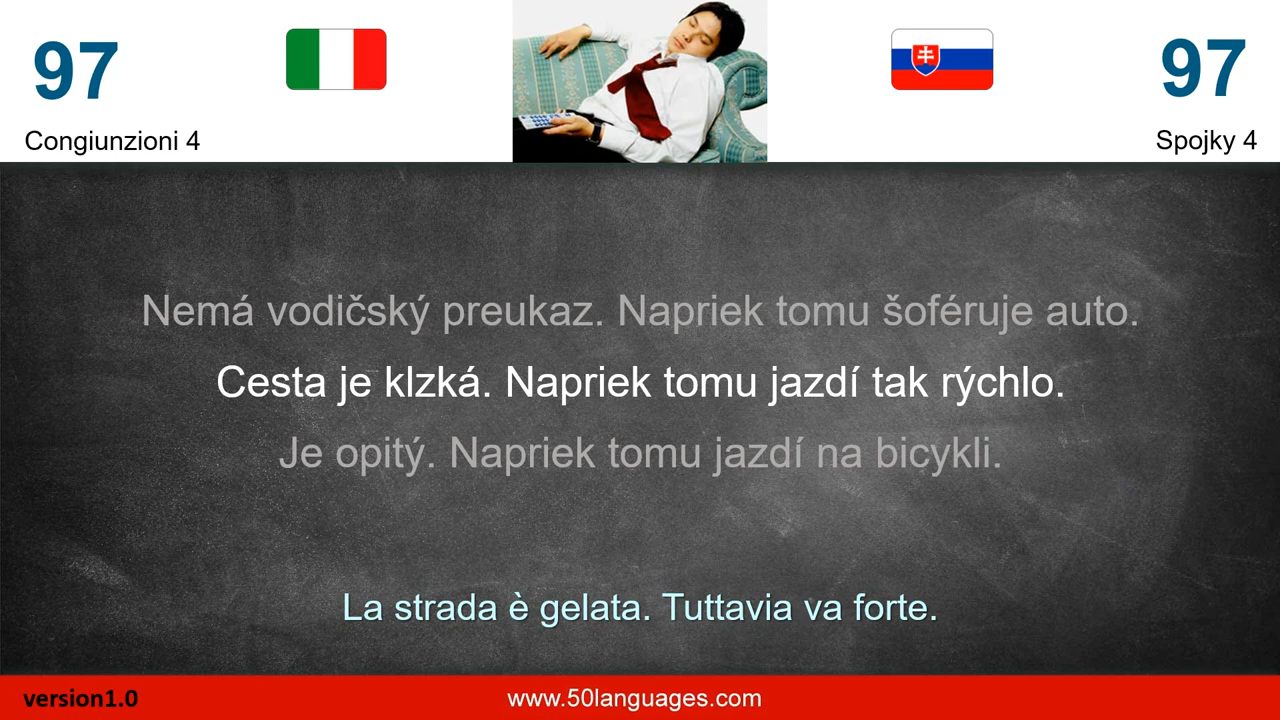 97
97
Congiunzioni 4
Spojky 4
Nemá vodičský preukaz. Napriek tomu šoféruje auto.
Cesta je klzká. Napriek tomu jazdí tak rýchlo.
Je opitý. Napriek tomu jazdí na bicykli.
La strada è gelata. Tuttavia va forte.
version1.0
www.50languages.com